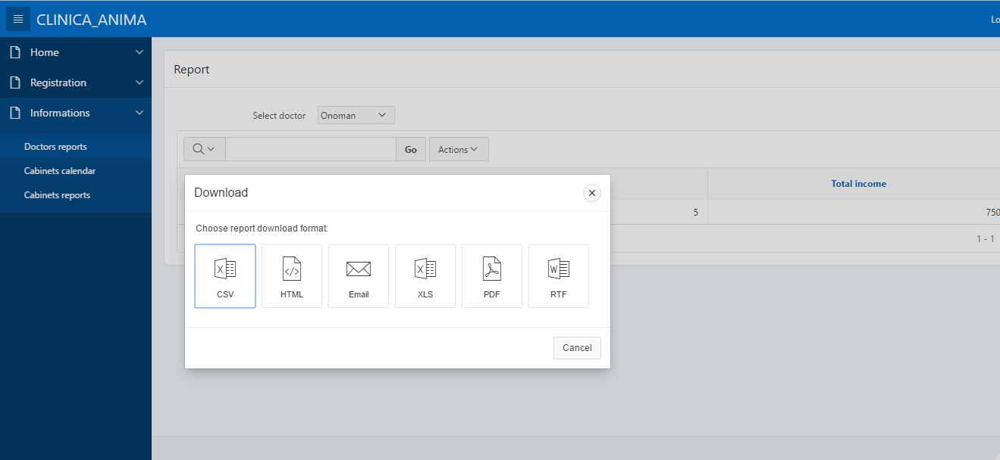 CLINICA_ANIMA
Home
Registration
Informations
Doctors reports
Cabinets calendar
Cabinets reports
Report
Select doctor Onoman
Go Actions
Total income
5 750
1 - 1
Download
Choose report download format:
CSV HTML Email XLS PDF RTF
Cancel